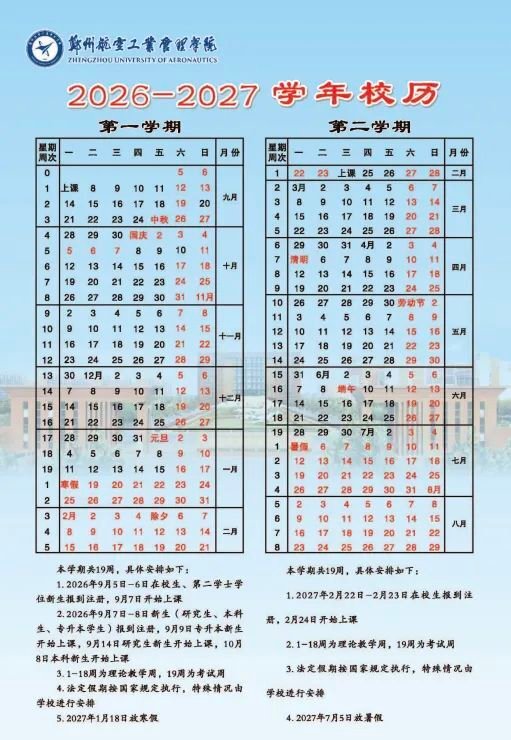 郑州航空工业管理学院
ZHENGZHOU UNIVERSITY OF AERONAUTICS
2026-2027 学年校历
第一学期
星期 周次 一 二 三 四 五 六 日 月份
0 5 6
1 上课 8 9 10 11 12 13
2 14 15 16 17 18 19 20
3 21 22 23 24 中秋 26 27
九月
4 28 29 30 国庆 2 3 4
5 5 6 7 8 9 10 11
6 12 13 14 15 16 17 18
7 19 20 21 22 23 24 25
8 26 27 28 29 30 31 11月
十月
9 2 3 4 5 6 7 8
10 9 10 11 12 13 14 15
11 16 17 18 19 20 21 22
12 23 24 25 26 27 28 29
十一月
13 30 12月 2 3 4 5 6
14 7 8 9 10 11 12 13
15 14 15 16 17 18 19 20
16 21 22 23 24 25 26 27
十二月
17 28 29 30 31 元旦 2 3
18 4 5 6 7 8 9 10
19 11 12 13 14 15 16 17
1 寒假 19 20 21 22 23 24
2 25 26 27 28 29 30 31
一月
3 2月 2 3 4 除夕 6 7
4 8 9 10 11 12 13 14
5 15 16 17 18 19 20 21
二月
本学期共19周，具体安排如下：
1.2026年9月5日-6日在校生、第二学士学
位新生报到注册，9月7日开始上课
2.2026年9月7日-8日新生（研究生、本科
生、专升本学生）报到注册，9月9日专升本新生
开始上课，9月14日研究生新生开始上课，10月
8日本科新生开始上课
3.1-18周为理论教学周，19周为考试周
4.法定假期按国家规定执行，特殊情况由
学校进行安排
5.2027年1月18日放寒假
第二学期
星期 周次 一 二 三 四 五 六 日 月份
1 22 23 上课 25 26 27 28
二月
2 3月 2 3 4 5 6 7
3 8 9 10 11 12 13 14
4 15 16 17 18 19 20 21
5 22 23 24 25 26 27 28
三月
6 29 30 31 4月 2 3 4
7 清明 6 7 8 9 10 11
8 12 13 14 15 16 17 18
9 19 20 21 22 23 24 25
四月
10 26 27 28 29 30 劳动节 2
11 3 4 5 6 7 8 9
12 10 11 12 13 14 15 16
13 17 18 19 20 21 22 23
14 24 25 26 27 28 29 30
五月
15 31 6月 2 3 4 5 6
16 7 8 端午 10 11 12 13
17 14 15 16 17 18 19 20
18 21 22 23 24 25 26 27
六月
19 28 29 30 7月 2 3 4
1 暑假 6 7 8 9 10 11
2 12 13 14 15 16 17 18
3 19 20 21 22 23 24 25
4 26 27 28 29 30 31 8月
七月
5 2 3 4 5 6 7 8
6 9 10 11 12 13 14 15
7 16 17 18 19 20 21 22
8 23 24 25 26 27 28 29
八月
本学期共19周，具体安排如下：
1.2027年2月22日-2月23日在校生报到注
册，2月24日开始上课
2.1-18周为理论教学周，19周为考试周
3.法定假期按国家规定执行，特殊情况由
学校进行安排
4.2027年7月5日放暑假